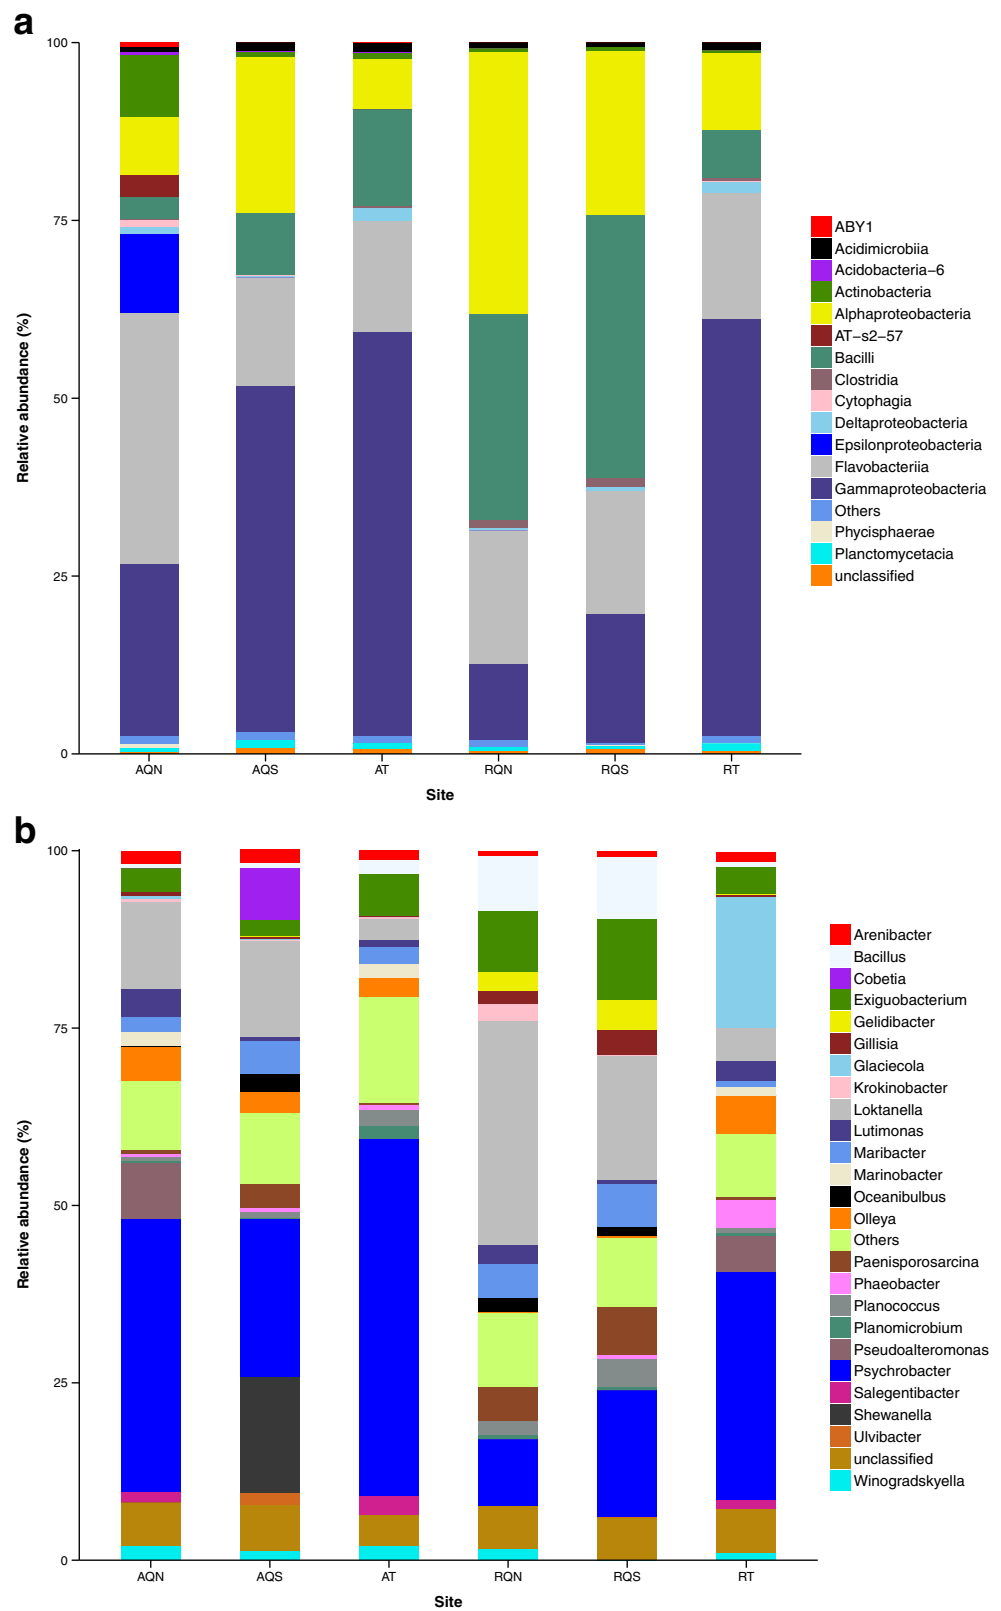 a
100
75
50
25
0
Relative abundance (%)
AQN AQS AT RQN RQS RT
Site
ABY1
Acidimicrobiia
Acidobacteria−6
Actinobacteria
Alphaproteobacteria
AT−s2−57
Bacilli
Clostridia
Cytophagia
Deltaproteobacteria
Epsilonproteobacteria
Flavobacteriia
Gammaproteobacteria
Others
Phycisphaerae
Planctomycetacia
unclassified
b
100
75
50
25
0
Relative abundance (%)
AQN AQS AT RQN RQS RT
Site
Arenibacter
Bacillus
Cobetia
Exiguobacterium
Gelidibacter
Gillisia
Glaciecola
Krokinobacter
Loktanella
Lutimonas
Maribacter
Marinobacter
Oceanibulbus
Olleya
Others
Paenisporosarcina
Phaeobacter
Planococcus
Planomicrobium
Pseudoalteromonas
Psychrobacter
Salegentibacter
Shewanella
Ulvibacter
unclassified
Winogradskyella